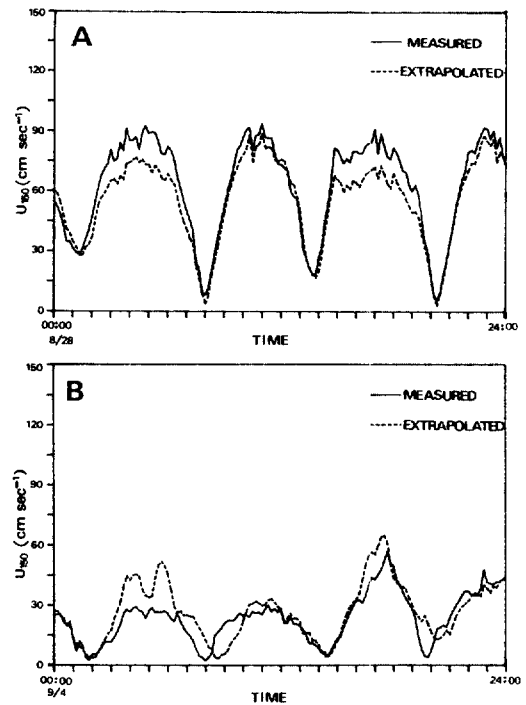 A
150
120
90
60
30
0
U150 (cm sec⁻¹)
MEASURED
EXTRAPOLATED
00:00
8/28
TIME
24:00
B
150
120
90
60
30
0
U150 (cm sec⁻¹)
MEASURED
EXTRAPOLATED
00:00
9/4
TIME
24:00